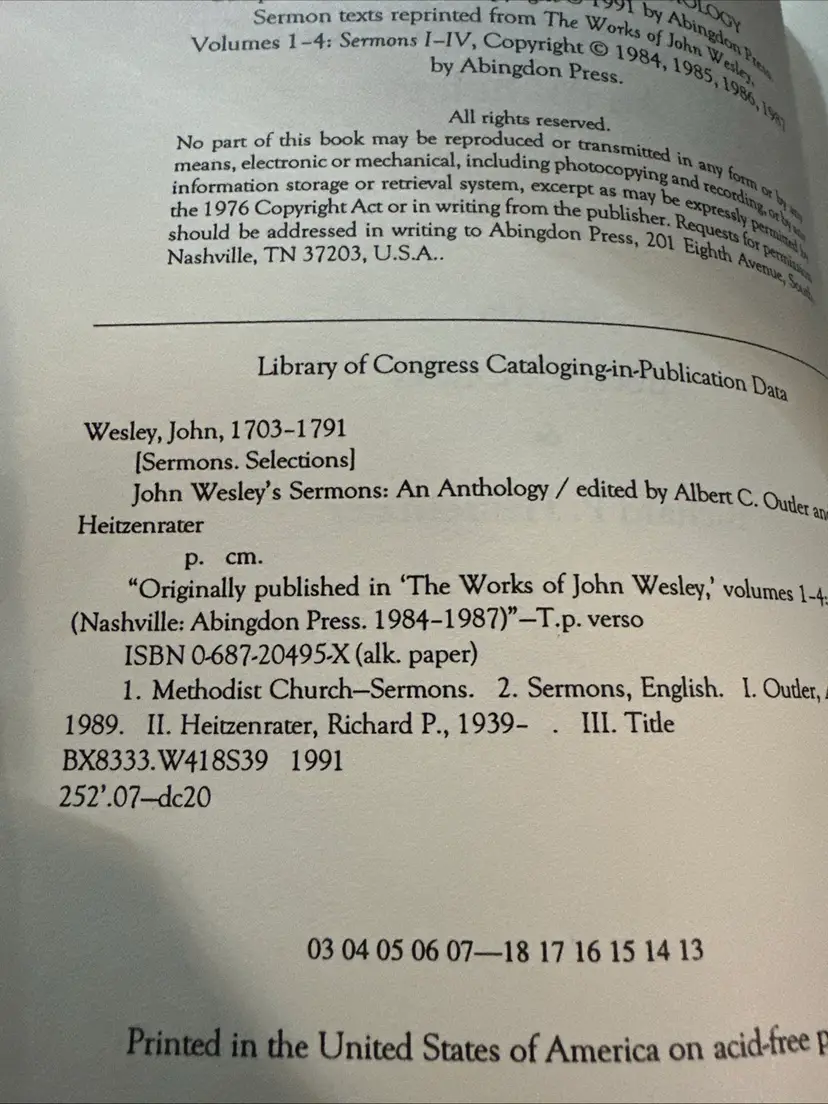 OLOGY
© 1991 by Abingdon Press
Sermon texts reprinted from The Works of John Wesley,
Volumes 1–4: Sermons I–IV, Copyright © 1984, 1985, 1986, 1987
by Abingdon Press.
All rights reserved.
No part of this book may be reproduced or transmitted in any form or by any
means, electronic or mechanical, including photocopying and recording, or by any
information storage or retrieval system, excerpt as may be expressly permitted by
the 1976 Copyright Act or in writing from the publisher. Requests for permission
should be addressed in writing to Abingdon Press, 201 Eighth Avenue, South,
Nashville, TN 37203, U.S.A..
Library of Congress Cataloging-in-Publication Data
Wesley, John, 1703–1791
[Sermons. Selections]
John Wesley's Sermons: An Anthology / edited by Albert C. Outler and
Heitzenrater
p. cm.
“Originally published in ‘The Works of John Wesley,’ volumes 1–4:
(Nashville: Abingdon Press. 1984–1987)”—T.p. verso
ISBN 0-687-20495-X (alk. paper)
1. Methodist Church—Sermons. 2. Sermons, English. I. Outler, A
1989. II. Heitzenrater, Richard P., 1939– . III. Title
BX8333.W418S39 1991
252'.07—dc20
03 04 05 06 07—18 17 16 15 14 13
Printed in the United States of America on acid-free p